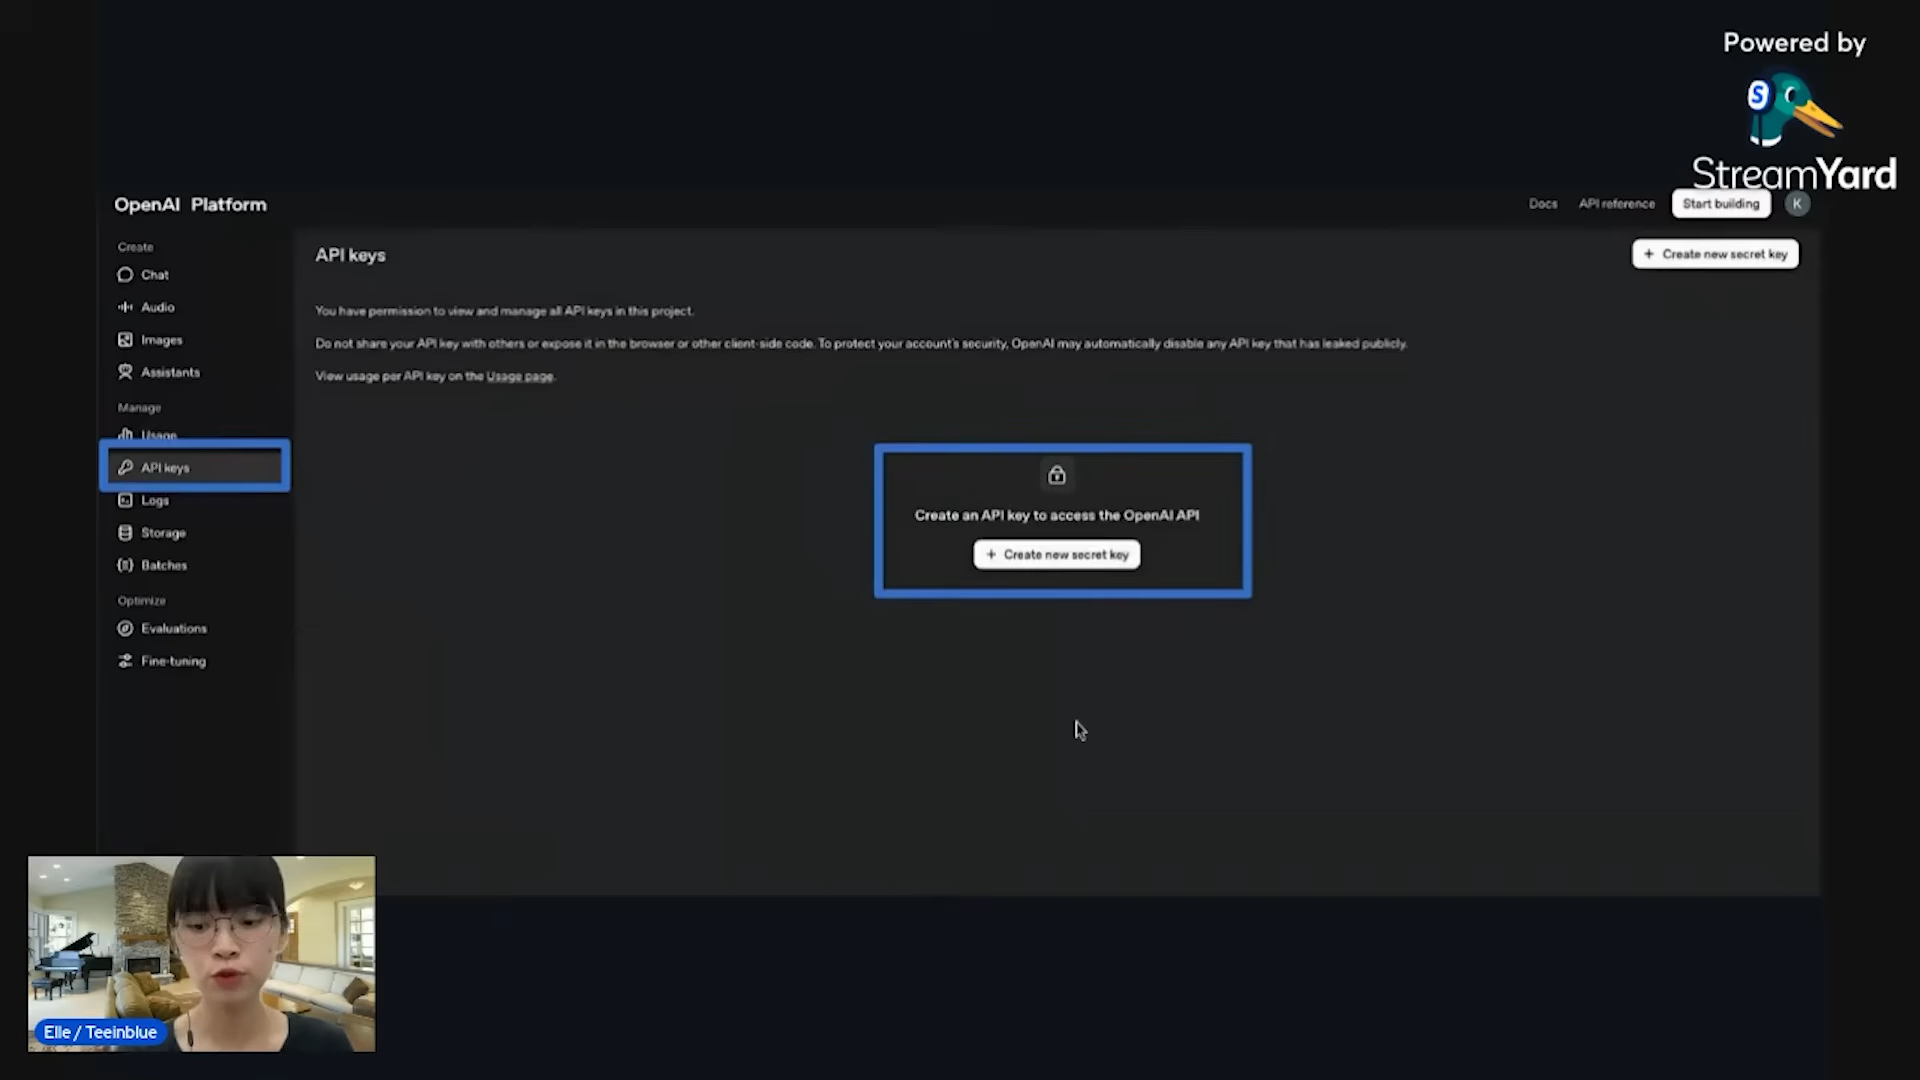 Powered by
S
StreamYard
OpenAI Platform
Docs
API reference
Start building
K
Create
Chat
Audio
Images
Assistants
Manage
Usage
API keys
Logs
Storage
Batches
Optimize
Evaluations
Fine-tuning
API keys
+ Create new secret key
You have permission to view and manage all API keys in this project.
Do not share your API key with others or expose it in the browser or other client-side code. To protect your account's security, OpenAI may automatically disable any API key that has leaked publicly.
View usage per API key on the Usage page.
Create an API key to access the OpenAI API
+ Create new secret key
Elle / Teeinblue